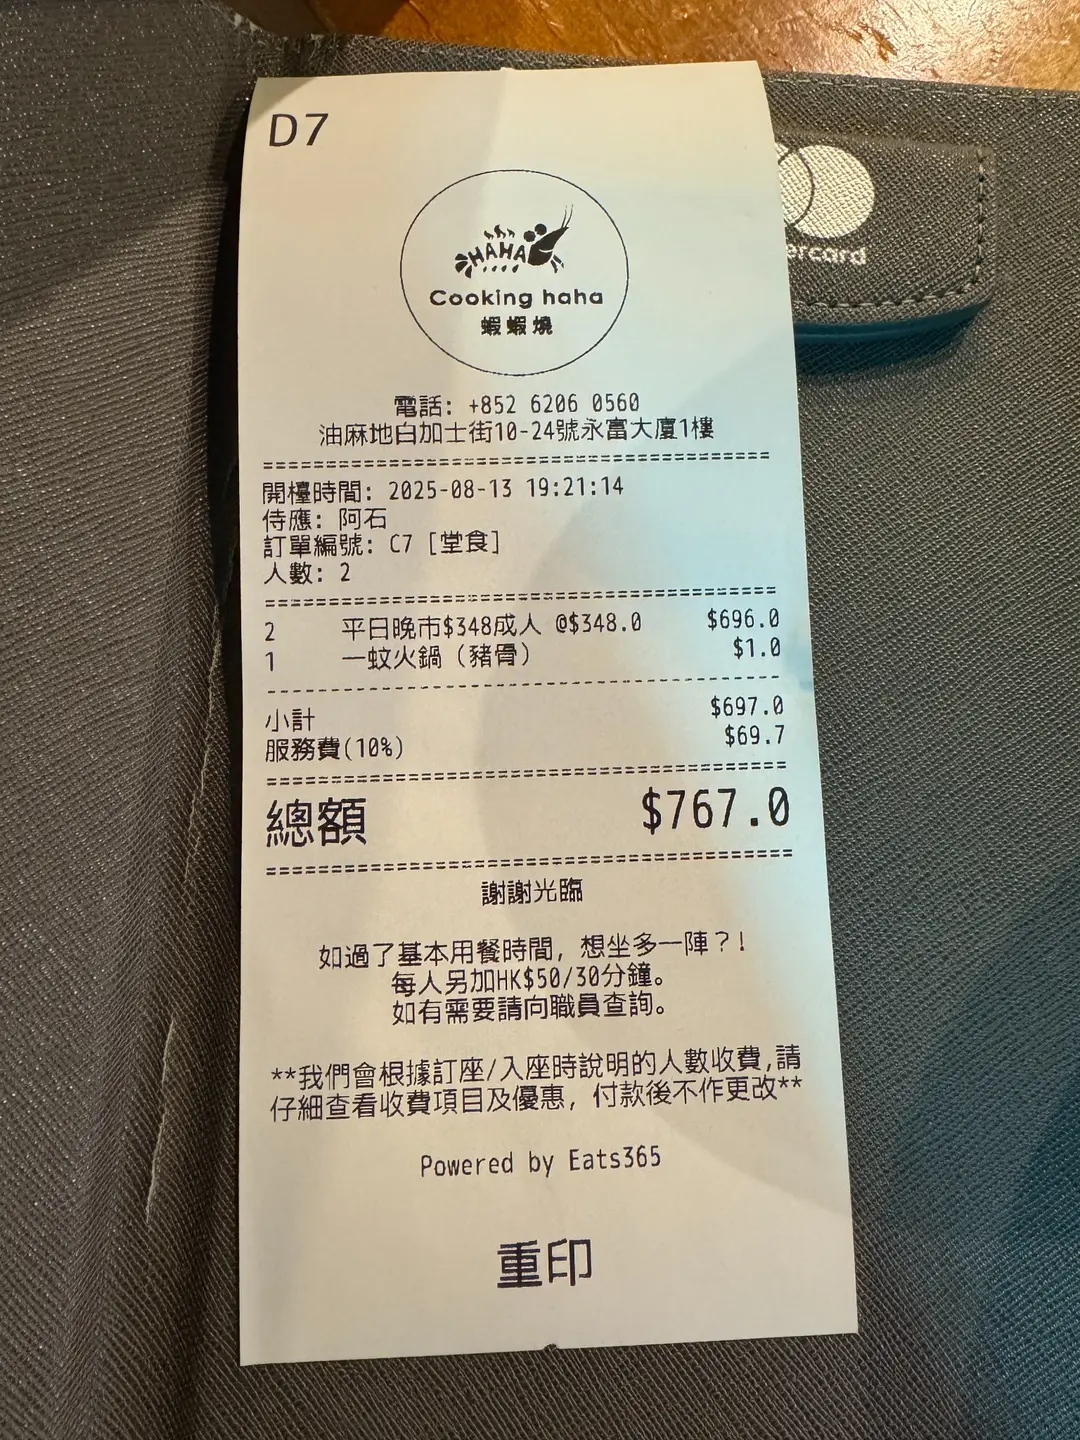 D7
HAHA
Cooking haha
蝦蝦燒
ercard
電話: +852 6206 0560
油麻地白加士街10-24號永富大廈1樓
=======================================
開檯時間: 2025-08-13 19:21:14
侍應: 阿石
訂單編號: C7 [堂食]
人數: 2
=======================================
2 平日晚市$348成人 @$348.0 $696.0
1 一蚊火鍋（豬骨） $1.0
---------------------------------------
小計 $697.0
服務費(10%) $69.7
=======================================
總額 $767.0
=======================================
謝謝光臨
如過了基本用餐時間，想坐多一陣？!
每人另加HK$50/30分鐘。
如有需要請向職員查詢。
**我們會根據訂座/入座時說明的人數收費,請
仔細查看收費項目及優惠，付款後不作更改**
Powered by Eats365
重印